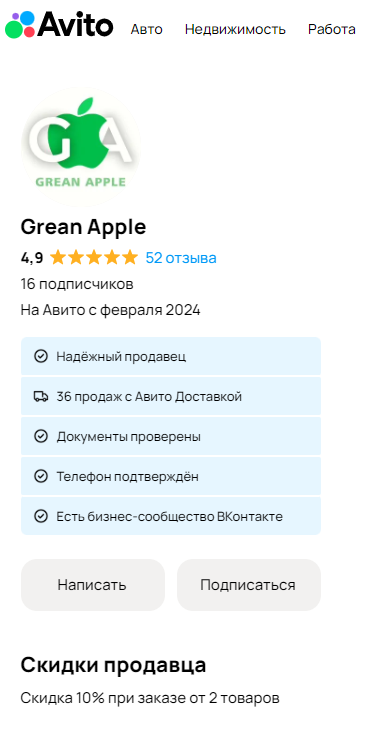 Avito Авто Недвижимость Работа
GA
GREAN APPLE
Grean Apple
4,9 52 отзыва
16 подписчиков
На Авито с февраля 2024
Надёжный продавец
36 продаж с Авито Доставкой
Документы проверены
Телефон подтверждён
Есть бизнес-сообщество ВКонтакте
Написать Подписаться
Скидки продавца
Скидка 10% при заказе от 2 товаров